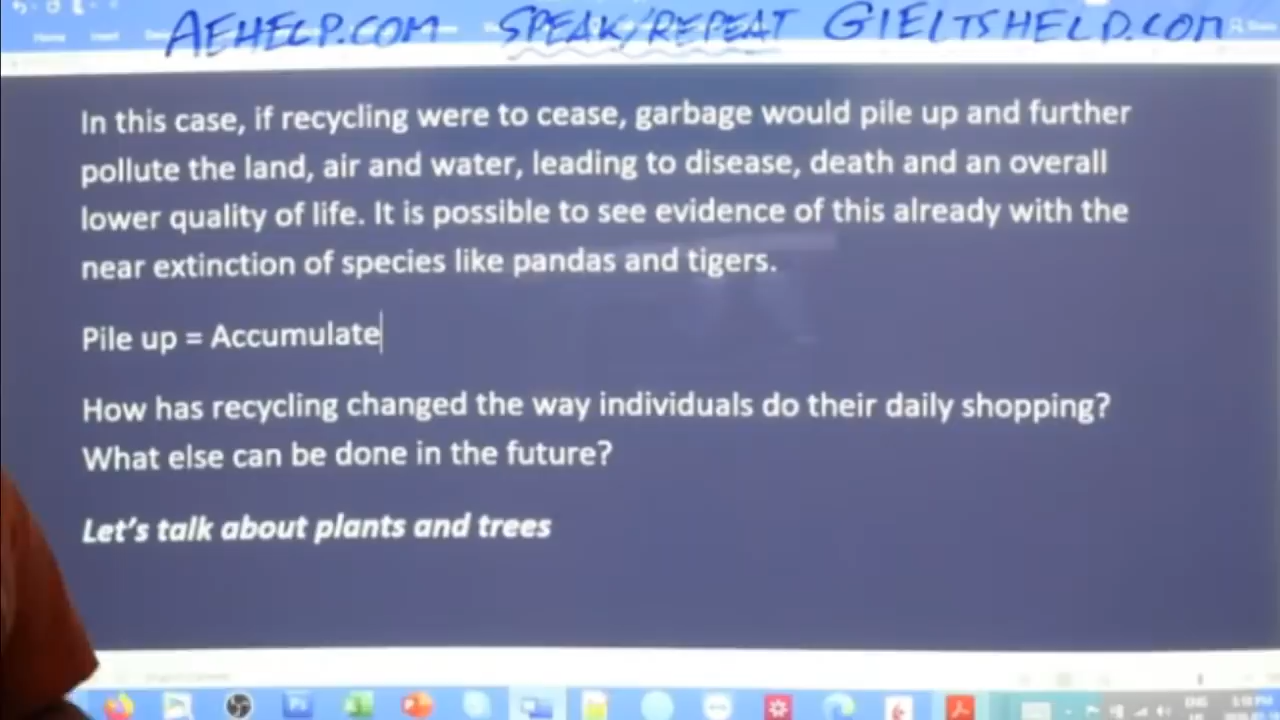 AEHELP.COM SPEAK/REPEAT GIELTSHELP.COM
In this case, if recycling were to cease, garbage would pile up and further
pollute the land, air and water, leading to disease, death and an overall
lower quality of life. It is possible to see evidence of this already with the
near extinction of species like pandas and tigers.
Pile up = Accumulate
How has recycling changed the way individuals do their daily shopping?
What else can be done in the future?
Let's talk about plants and trees